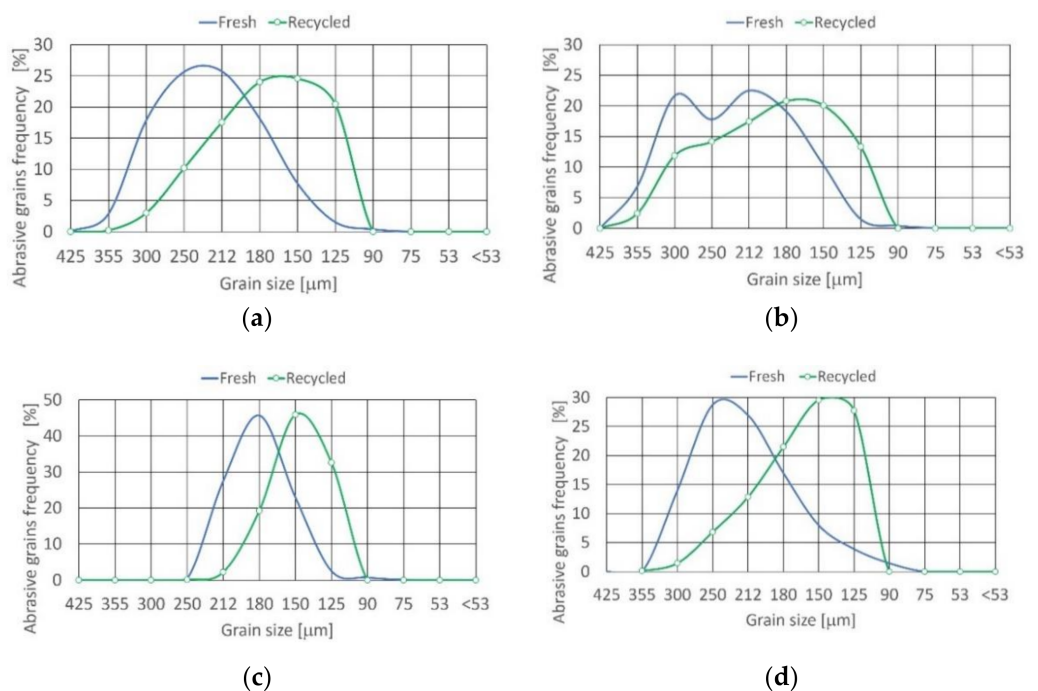 Fresh Recycled
Abrasive grains frequency [%]
30
25
20
15
10
5
0
425 355 300 250 212 180 150 125 90 75 53 <53
Grain size [μm]
(a)
Fresh Recycled
Abrasive grains frequency [%]
30
25
20
15
10
5
0
425 355 300 250 212 180 150 125 90 75 53 <53
Grain size [μm]
(b)
Fresh Recycled
Abrasive grains frequency [%]
50
40
30
20
10
0
425 355 300 250 212 180 150 125 90 75 53 <53
Grain size [μm]
(c)
Fresh Recycled
Abrasive grains frequency [%]
30
25
20
15
10
5
0
425 355 300 250 212 180 150 125 90 75 53 <53
Grain size [μm]
(d)